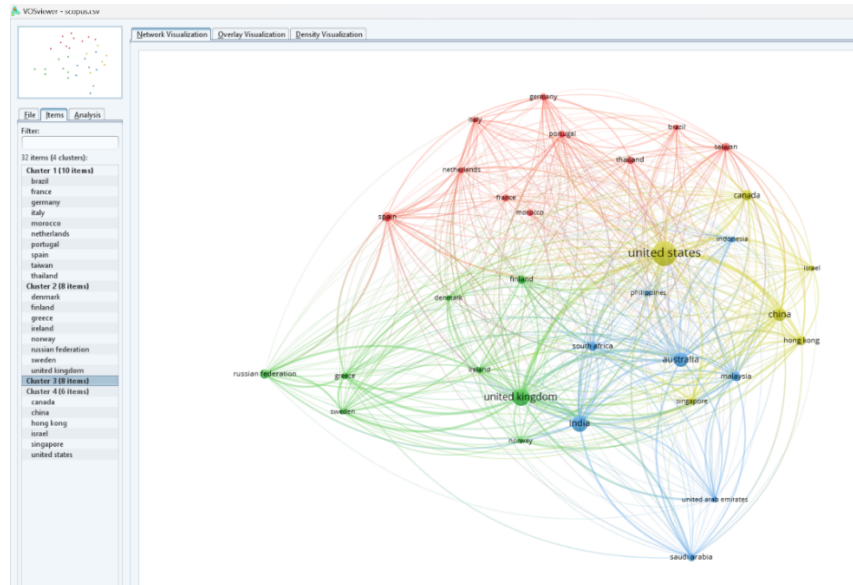 VOSviewer - scopus.csv
Network Visualization Overlay Visualization Density Visualization
File Items Analysis
Filter:
32 items (4 clusters):
Cluster 1 (10 items)
brazil
france
germany
italy
morocco
netherlands
portugal
spain
taiwan
thailand
Cluster 2 (8 items)
denmark
finland
greece
ireland
norway
russian federation
sweden
united kingdom
Cluster 3 (8 items)
Cluster 4 (6 items)
canada
china
hong kong
israel
singapore
united states
germany
italy
portugal
brazil
taiwan
thailand
netherlands
france
morocco
spain
canada
indonesia
united states
israel
finland
philippines
denmark
china
hong kong
south africa
australia
russian federation
greece
ireland
malaysia
united kingdom
singapore
sweden
india
norway
united arab emirates
saudi arabia